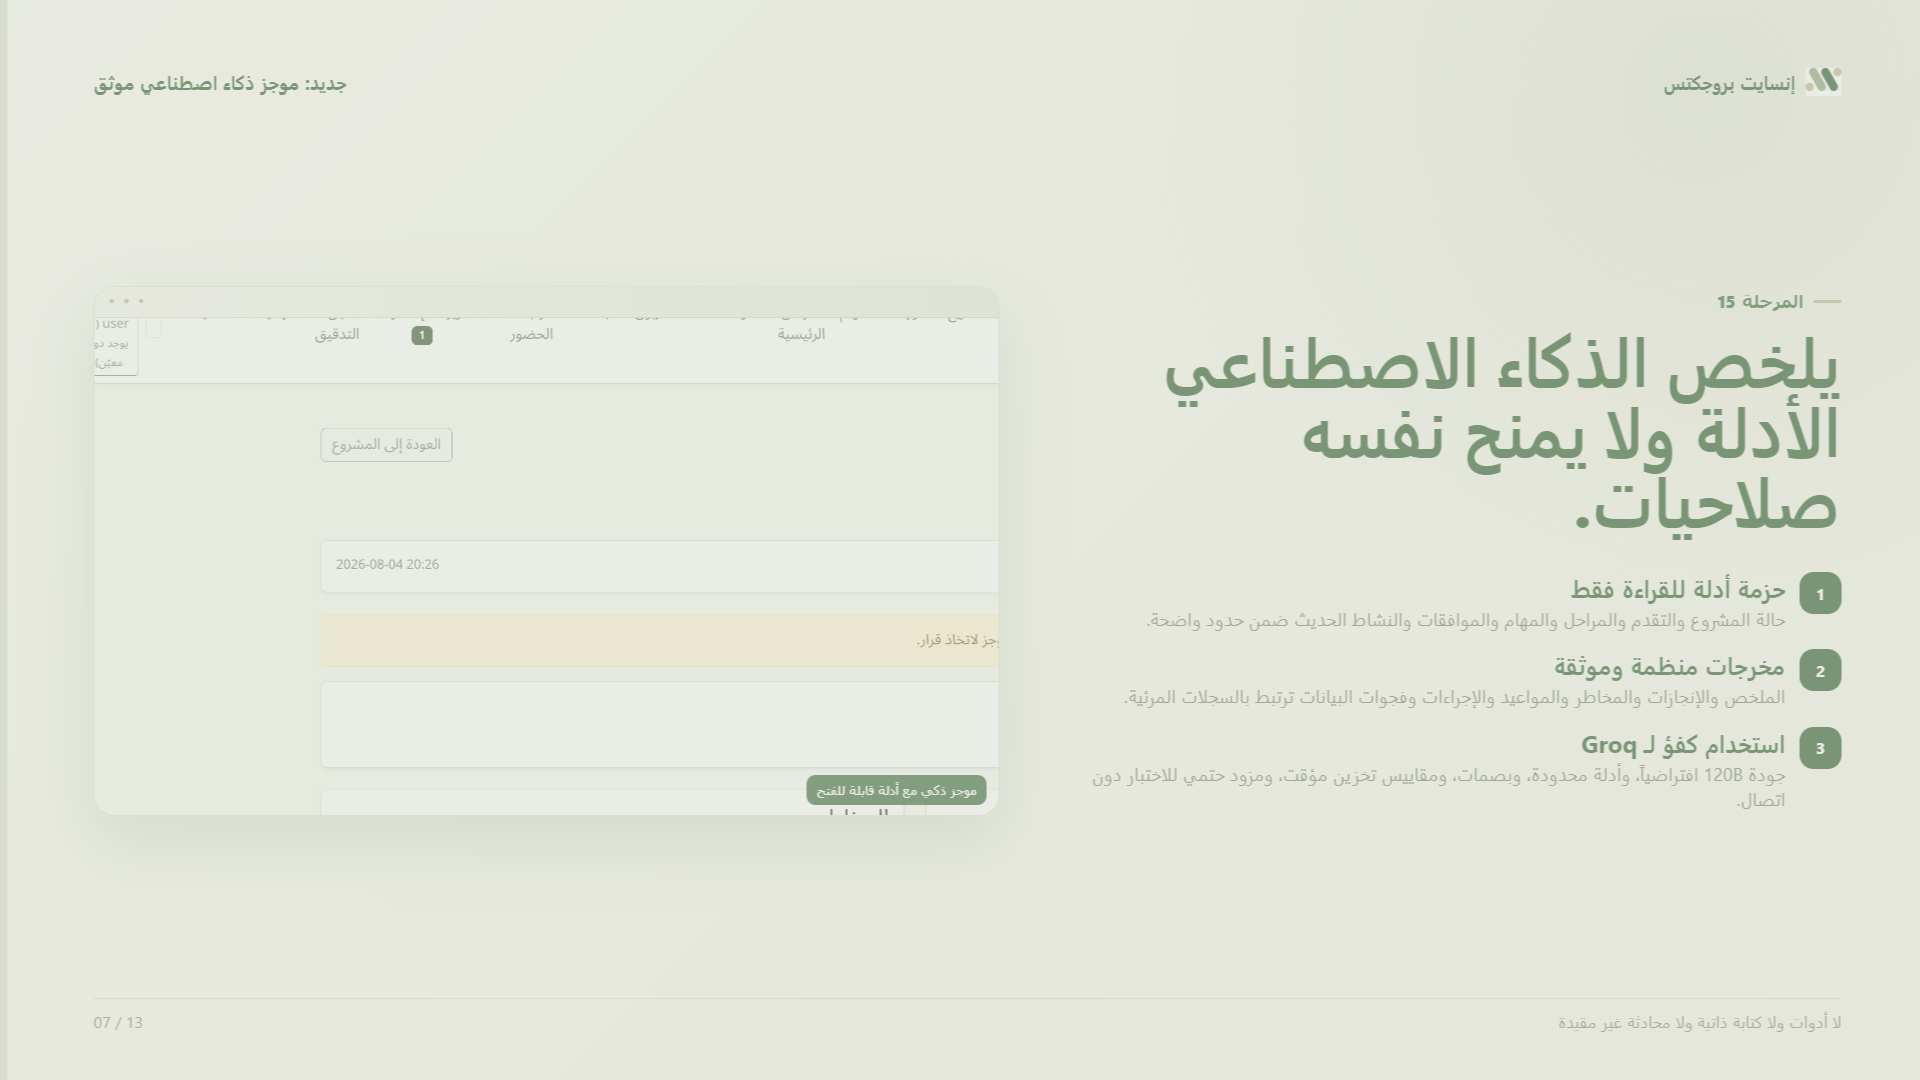 إنسايت بروجكتس
جديد: موجز ذكاء اصطناعي موثق
المرحلة 15
يلخص الذكاء الاصطناعي
الأدلة ولا يمنح نفسه
صلاحيات.
1
حزمة أدلة للقراءة فقط
حالة المشروع والتقدم والمراحل والمهام والموافقات والنشاط الحديث ضمن حدود واضحة.
2
مخرجات منظمة وموثقة
الملخص والإنجازات والمخاطر والمواعيد والإجراءات وفجوات البيانات ترتبط بالسجلات المرئية.
3
استخدام كفؤ لـ Groq
جودة 120B افتراضياً، وأدلة محدودة، وبصمات، ومقاييس تخزين مؤقت، ومزود حتمي للاختبار دون
اتصال.
الرئيسية
الحضور
1
التدقيق
user (
يوجد دو
معيّن)
العودة إلى المشروع
2026-08-04 20:26
وجز لاتخاذ قرار.
موجز ذكي مع أدلة قابلة للفتح
لا أدوات ولا كتابة ذاتية ولا محادثة غير مقيدة
07 / 13